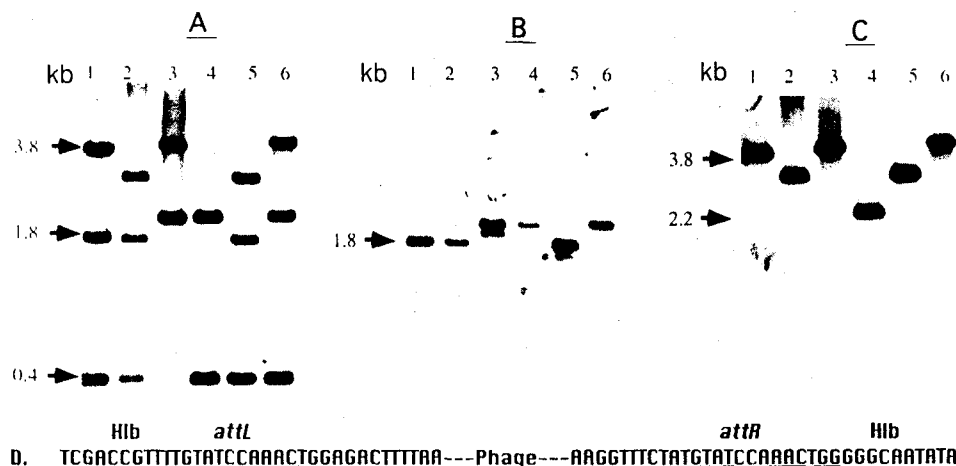 A B C
kb 1 2 3 4 5 6 kb 1 2 3 4 5 6 kb 1 2 3 4 5 6
3.8 3.8
2.2
1.8 1.8
0.4
Hlb attL attR Hlb
D. TCGACCGTTTTGTATCCAAACTGGAGACTTTTAA---Phage---AAGGTTTCTATGTATCCAAACTGGGGGGCAATATA